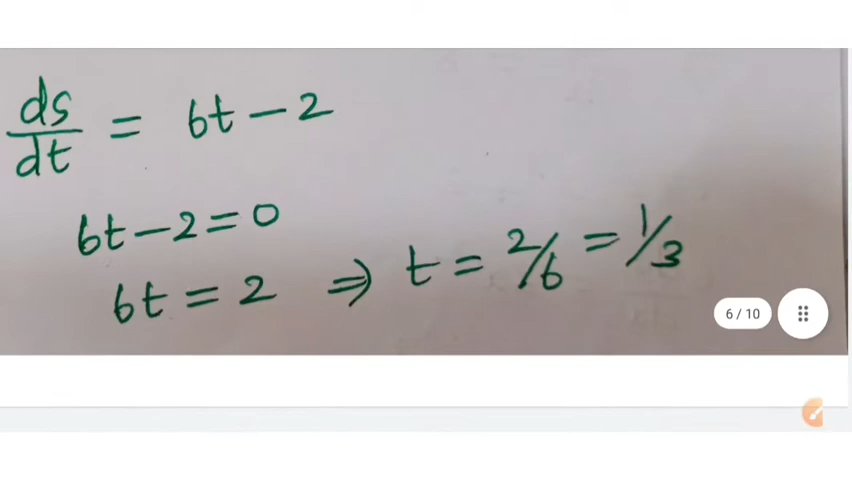 ds/dt = 6t - 2
6t - 2 = 0
6t = 2 ⇒ t = 2/6 = 1/3
6 / 10